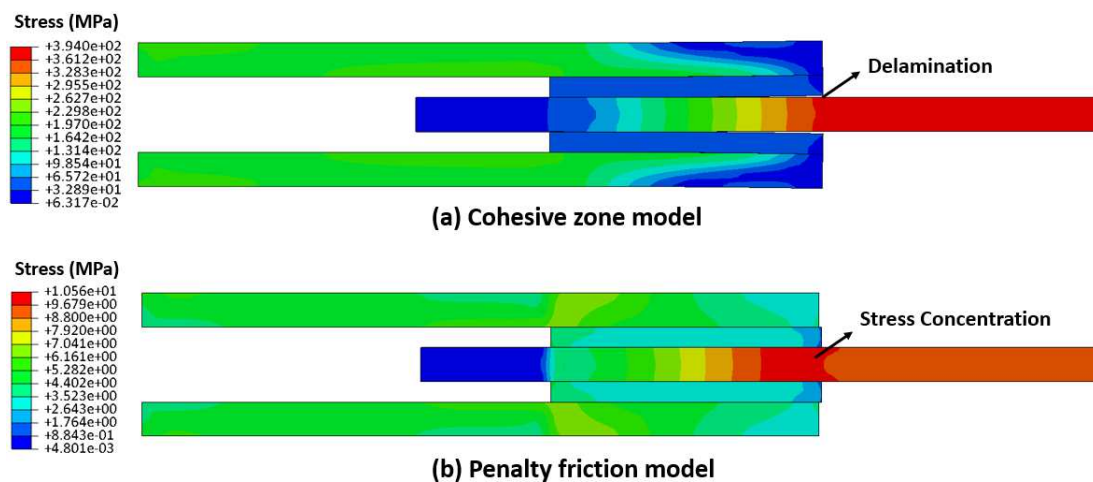 Stress (MPa)
+3.940e+02
+3.612e+02
+3.283e+02
+2.955e+02
+2.627e+02
+2.298e+02
+1.970e+02
+1.642e+02
+1.314e+02
+9.854e+01
+6.572e+01
+3.289e+01
+6.317e-02
Delamination
(a) Cohesive zone model
Stress (MPa)
+1.056e+01
+9.679e+00
+8.800e+00
+7.920e+00
+7.041e+00
+6.161e+00
+5.282e+00
+4.402e+00
+3.523e+00
+2.643e+00
+1.764e+00
+8.843e-01
+4.801e-03
Stress Concentration
(b) Penalty friction model